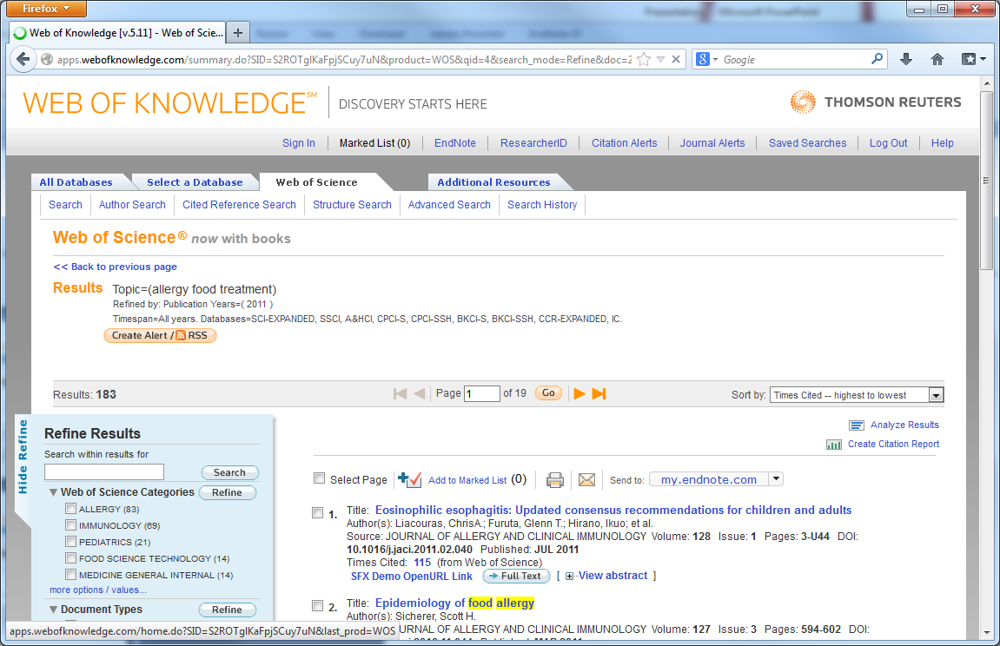 Firefox
Web of Knowledge [v.5.11] - Web of Scie...
apps.webofknowledge.com/summary.do?SID=S2ROTgIKaFpjSCuy7uN&product=WOS&qid=4&search_mode=Refine&doc=2
Google
WEB OF KNOWLEDGE℠ DISCOVERY STARTS HERE
THOMSON REUTERS
Sign In Marked List (0) EndNote ResearcherID Citation Alerts Journal Alerts Saved Searches Log Out Help
All Databases Select a Database Web of Science Additional Resources
Search Author Search Cited Reference Search Structure Search Advanced Search Search History
Web of Science® now with books
<< Back to previous page
Results Topic=(allergy food treatment)
Refined by: Publication Years=( 2011 )
Timespan=All years. Databases=SCI-EXPANDED, SSCI, A&HCI, CPCI-S, CPCI-SSH, BKCI-S, BKCI-SSH, CCR-EXPANDED, IC.
Create Alert / RSS
Results: 183 Page 1 of 19 Go Sort by: Times Cited -- highest to lowest
Hide Refine
Refine Results
Search within results for
Search
Web of Science Categories Refine
ALLERGY (83)
IMMUNOLOGY (69)
PEDIATRICS (21)
FOOD SCIENCE TECHNOLOGY (14)
MEDICINE GENERAL INTERNAL (14)
more options / values...
Document Types Refine
Analyze Results
Create Citation Report
Select Page Add to Marked List (0) Send to: my.endnote.com
1. Title: Eosinophilic esophagitis: Updated consensus recommendations for children and adults
Author(s): Liacouras, ChrisA.; Furuta, Glenn T.; Hirano, Ikuo; et al.
Source: JOURNAL OF ALLERGY AND CLINICAL IMMUNOLOGY Volume: 128 Issue: 1 Pages: 3-U44 DOI:
10.1016/j.jaci.2011.02.040 Published: JUL 2011
Times Cited: 115 (from Web of Science)
SFX Demo OpenURL Link Full Text [ View abstract ]
2. Title: Epidemiology of food allergy
Author(s): Sicherer, Scott H.
URNAL OF ALLERGY AND CLINICAL IMMUNOLOGY Volume: 127 Issue: 3 Pages: 594-602 DOI:
apps.webofknowledge.com/home.do?SID=S2ROTgIKaFpjSCuy7uN&last_prod=WOS